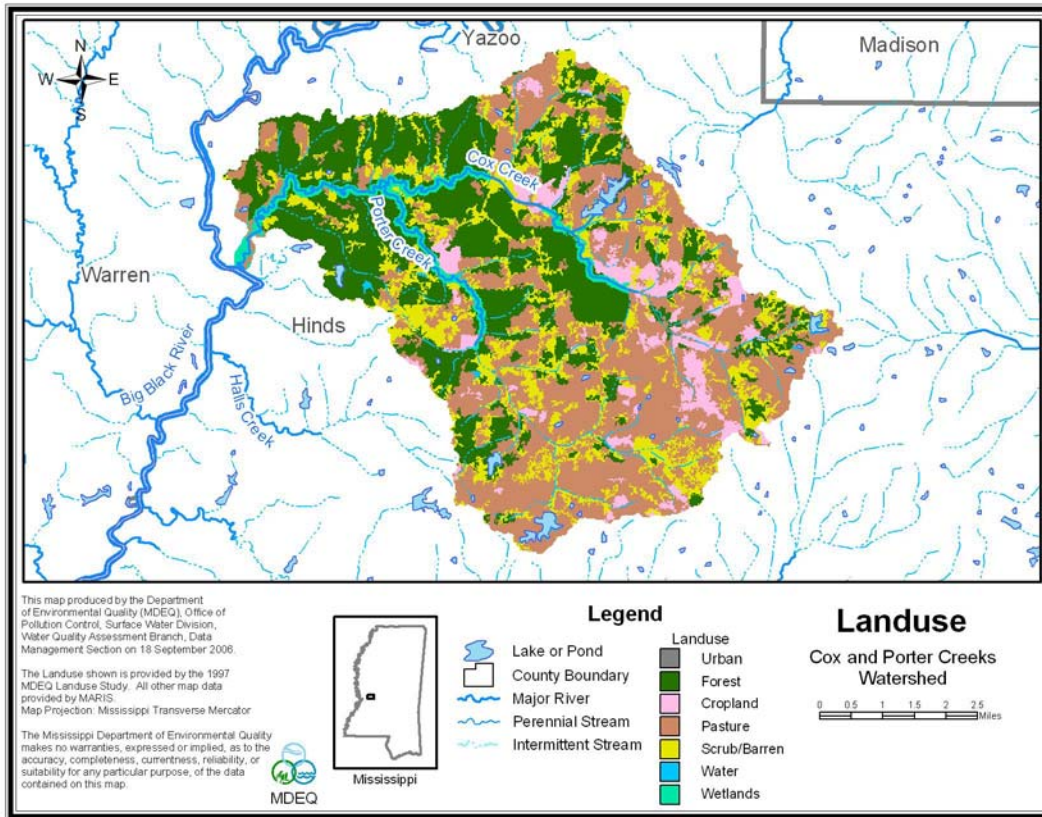 Yazoo
Madison
N
W E
S
Cox Creek
Porter Creek
Warren
Hinds
Big Black River
Halls Creek
This map produced by the Department
of Environmental Quality (MDEQ), Office of
Pollution Control, Surface Water Division,
Water Quality Assessment Branch, Data
Management Section on 18 September 2006.
The Landuse shown is provided by the 1997
MDEQ Landuse Study. All other map data
provided by MARIS.
Map Projection: Mississippi Transverse Mercator
The Mississippi Department of Environmental Quality
makes no warranties, expressed or implied, as to the
accuracy, completeness, currentness, reliability, or
suitability for any particular purpose, of the data
contained on this map.
MDEQ
Mississippi
Legend
Lake or Pond
County Boundary
Major River
Perennial Stream
Intermittent Stream
Landuse
Urban
Forest
Cropland
Pasture
Scrub/Barren
Water
Wetlands
Landuse
Cox and Porter Creeks
Watershed
0 0.5 1 1.5 2 2.5
Miles